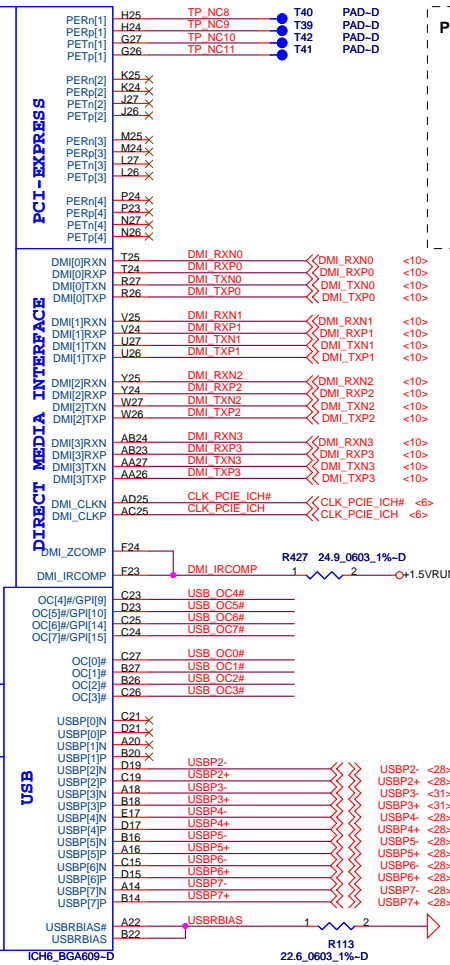 PERn[1] H25 TP_NC8 T40 PAD~D
PERp[1] H24 TP_NC9 T39 PAD~D
PETn[1] G27 TP_NC10 T42 PAD~D
PETp[1] G26 TP_NC11 T41 PAD~D
P
PERn[2] K25
PERp[2] K24
PETn[2] J27
PETp[2] J26
PERn[3] M25
PERp[3] M24
PETn[3] L27
PETp[3] L26
PERn[4] P24
PERp[4] P23
PETn[4] N27
PETp[4] N26
PCI-EXPRESS
DMI[0]RXN T25 DMI_RXN0 DMI_RXN0 <10>
DMI[0]RXP T24 DMI_RXP0 DMI_RXP0 <10>
DMI[0]TXN R27 DMI_TXN0 DMI_TXN0 <10>
DMI[0]TXP R26 DMI_TXP0 DMI_TXP0 <10>
DMI[1]RXN V25 DMI_RXN1 DMI_RXN1 <10>
DMI[1]RXP V24 DMI_RXP1 DMI_RXP1 <10>
DMI[1]TXN U27 DMI_TXN1 DMI_TXN1 <10>
DMI[1]TXP U26 DMI_TXP1 DMI_TXP1 <10>
DMI[2]RXN Y25 DMI_RXN2 DMI_RXN2 <10>
DMI[2]RXP Y24 DMI_RXP2 DMI_RXP2 <10>
DMI[2]TXN W27 DMI_TXN2 DMI_TXN2 <10>
DMI[2]TXP W26 DMI_TXP2 DMI_TXP2 <10>
DMI[3]RXN AB24 DMI_RXN3 DMI_RXN3 <10>
DMI[3]RXP AB23 DMI_RXP3 DMI_RXP3 <10>
DMI[3]TXN AA27 DMI_TXN3 DMI_TXN3 <10>
DMI[3]TXP AA26 DMI_TXP3 DMI_TXP3 <10>
DMI_CLKN AD25 CLK_PCIE_ICH# CLK_PCIE_ICH# <6>
DMI_CLKP AC25 CLK_PCIE_ICH CLK_PCIE_ICH <6>
DIRECT MEDIA INTERFACE
DMI_ZCOMP F24
R427 24.9_0603_1%~D
DMI_IRCOMP F23 DMI_IRCOMP 1 2 +1.5VRUN
OC[4]#/GPI[9] C23 USB_OC4#
OC[5]#/GPI[10] D23 USB_OC5#
OC[6]#/GPI[14] C25 USB_OC6#
OC[7]#/GPI[15] C24 USB_OC7#
OC[0]# C27 USB_OC0#
OC[1]# B27 USB_OC1#
OC[2]# B26 USB_OC2#
OC[3]# C26 USB_OC3#
USBP[0]N C21
USBP[0]P D21
USBP[1]N A20
USBP[1]P B20
USBP[2]N D19 USBP2- USBP2- <28>
USBP[2]P C19 USBP2+ USBP2+ <28>
USBP[3]N A18 USBP3- USBP3- <31>
USBP[3]P B18 USBP3+ USBP3+ <31>
USBP[4]N E17 USBP4- USBP4- <28>
USBP[4]P D17 USBP4+ USBP4+ <28>
USBP[5]N B16 USBP5- USBP5- <28>
USBP[5]P A16 USBP5+ USBP5+ <28>
USBP[6]N C15 USBP6- USBP6- <28>
USBP[6]P D15 USBP6+ USBP6+ <28>
USBP[7]N A14 USBP7- USBP7- <28>
USBP[7]P B14 USBP7+ USBP7+ <28>
USB
USBRBIAS# A22 USBRBIAS 1 2
USBRBIAS B22
R113
22.6_0603_1%~D
ICH6_BGA609~D